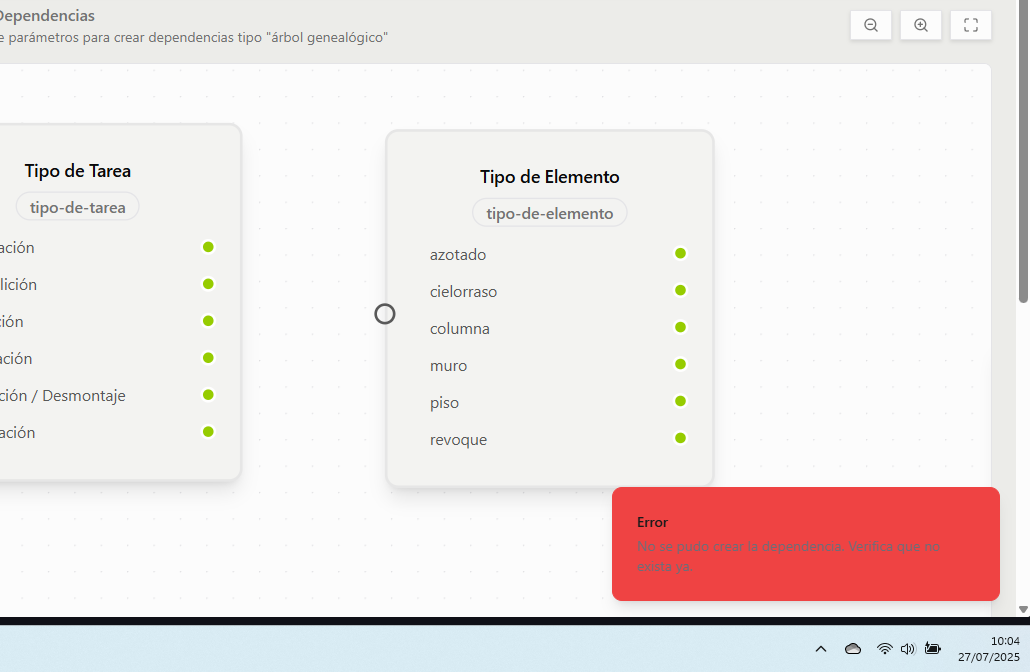 Dependencias
e parámetros para crear dependencias tipo "árbol genealógico"
Tipo de Tarea
tipo-de-tarea
ación
lición
ción
ación
ción / Desmontaje
ación
Tipo de Elemento
tipo-de-elemento
azotado
cielorraso
columna
muro
piso
revoque
Error
No se pudo crear la dependencia. Verifica que no
exista ya.
10:04
27/07/2025